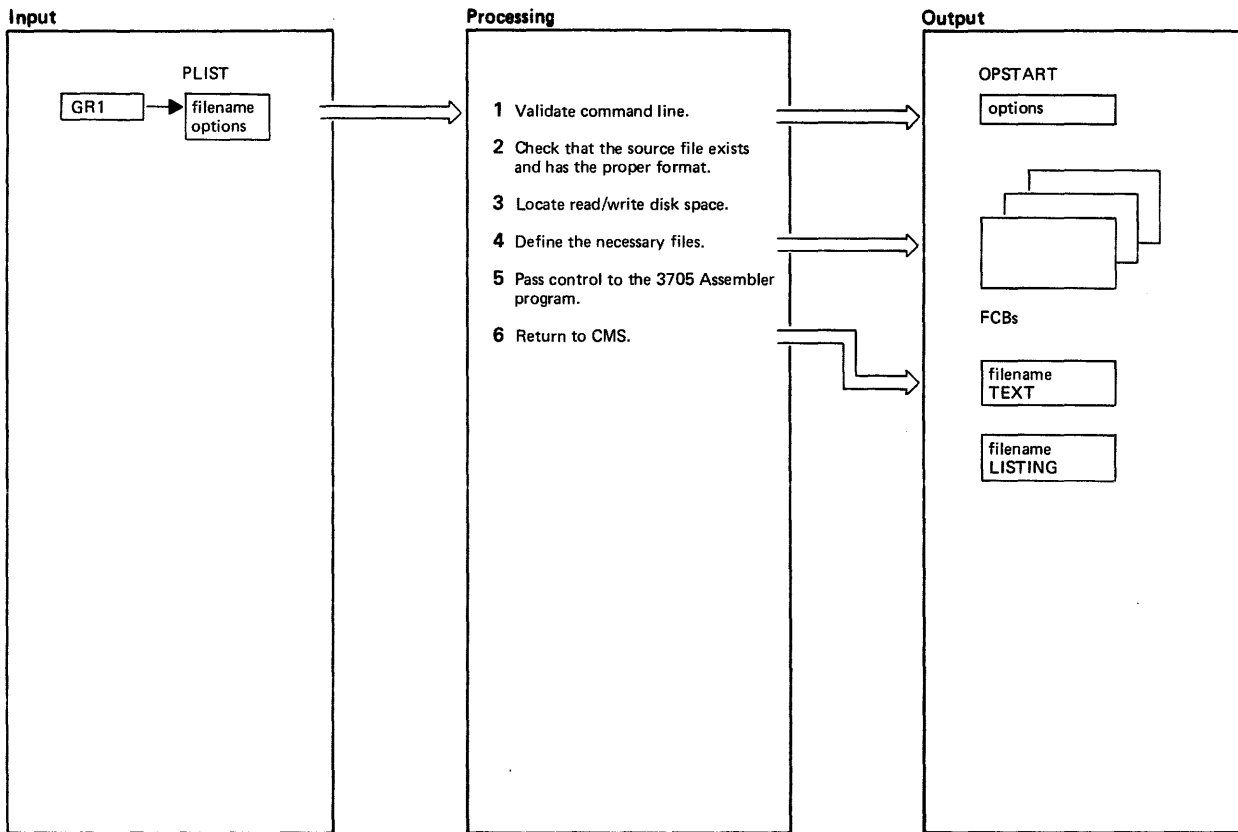 Input
PLIST
GR1
filename
options
Processing
1 Validate command line.
2 Check that the source file exists
and has the proper format.
3 Locate read/write disk space.
4 Define the necessary files.
5 Pass control to the 3705 Assembler
program.
6 Return to CMS.
Output
OPSTART
options
FCBs
filename
TEXT
filename
LISTING